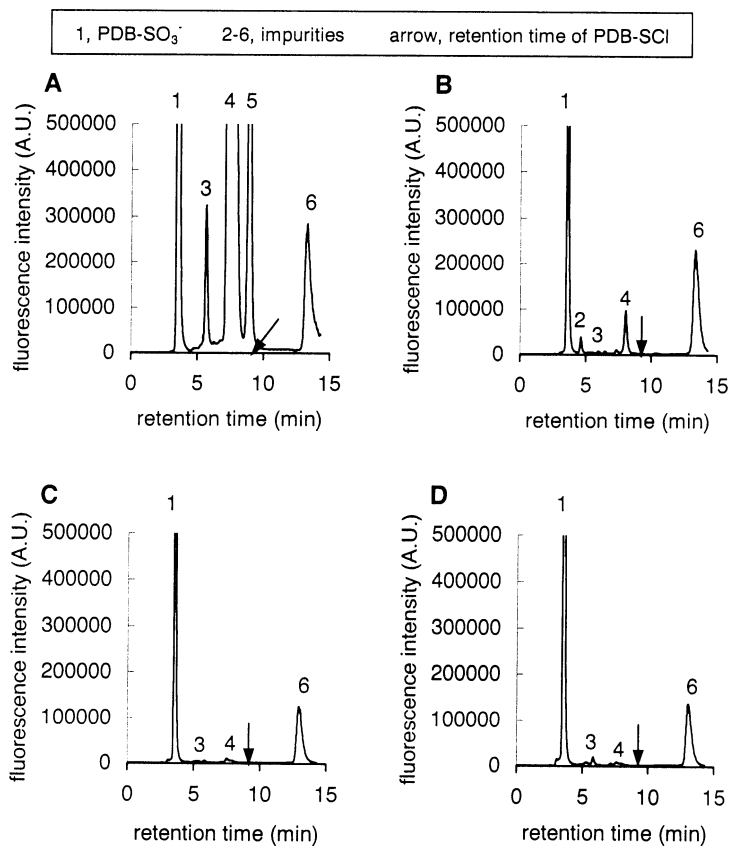 1, PDB-SO₃⁻ 2-6, impurities arrow, retention time of PDB-SCl
A
1 4 5
3
6
fluorescence intensity (A.U.)
500000
400000
300000
200000
100000
0
0 5 10 15
retention time (min)
B
1
6
4
2
3
fluorescence intensity (A.U.)
500000
400000
300000
200000
100000
0
0 5 10 15
retention time (min)
C
1
6
3 4
fluorescence intensity (A.U.)
500000
400000
300000
200000
100000
0
0 5 10 15
retention time (min)
D
1
6
3 4
fluorescence intensity (A.U.)
500000
400000
300000
200000
100000
0
0 5 10 15
retention time (min)